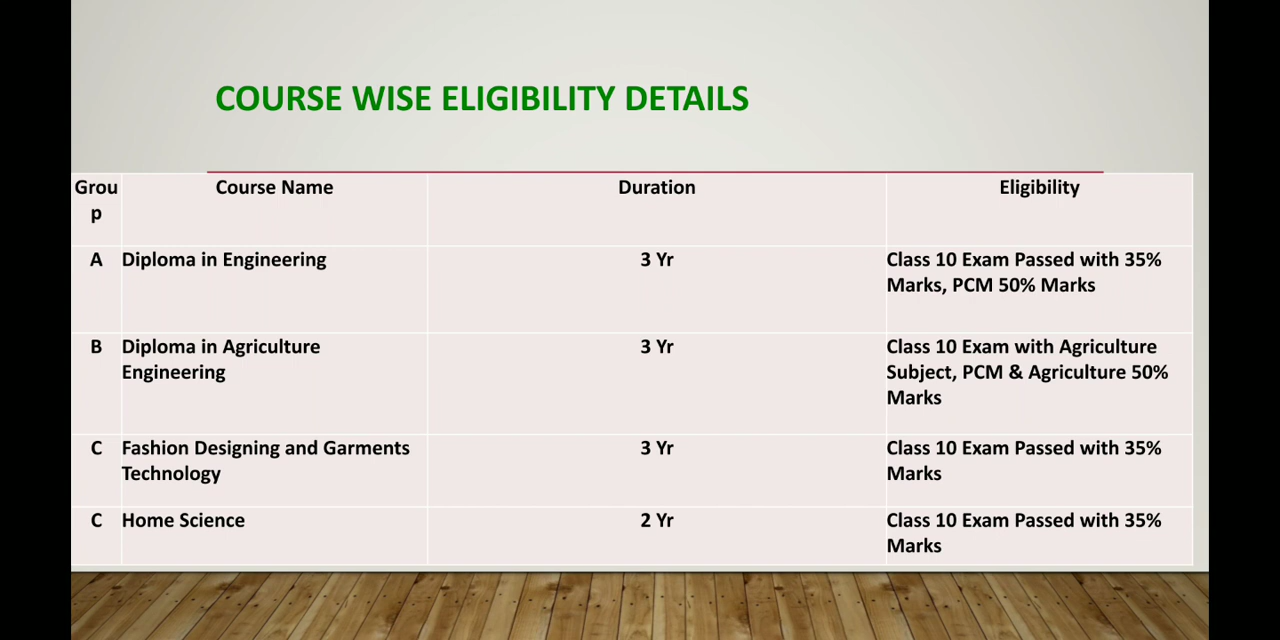 COURSE WISE ELIGIBILITY DETAILS
Grou
p
Course Name
Duration
Eligibility
A
Diploma in Engineering
3 Yr
Class 10 Exam Passed with 35%
Marks, PCM 50% Marks
B
Diploma in Agriculture
Engineering
3 Yr
Class 10 Exam with Agriculture
Subject, PCM & Agriculture 50%
Marks
C
Fashion Designing and Garments
Technology
3 Yr
Class 10 Exam Passed with 35%
Marks
C
Home Science
2 Yr
Class 10 Exam Passed with 35%
Marks